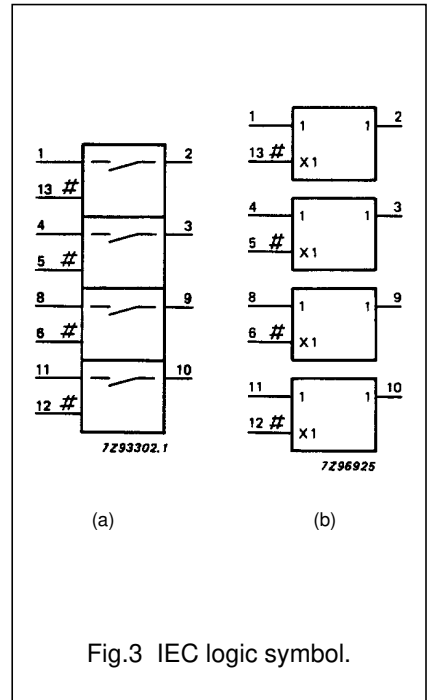 1 2
13 #
4 3
5 #
8 9
6 #
11 10
12 #
7Z93302.1
(a)
1 1 1 2
13 # X1
4 1 1 3
5 # X1
8 1 1 9
6 # X1
11 1 1 10
12 # X1
7Z96925
(b)
Fig.3 IEC logic symbol.